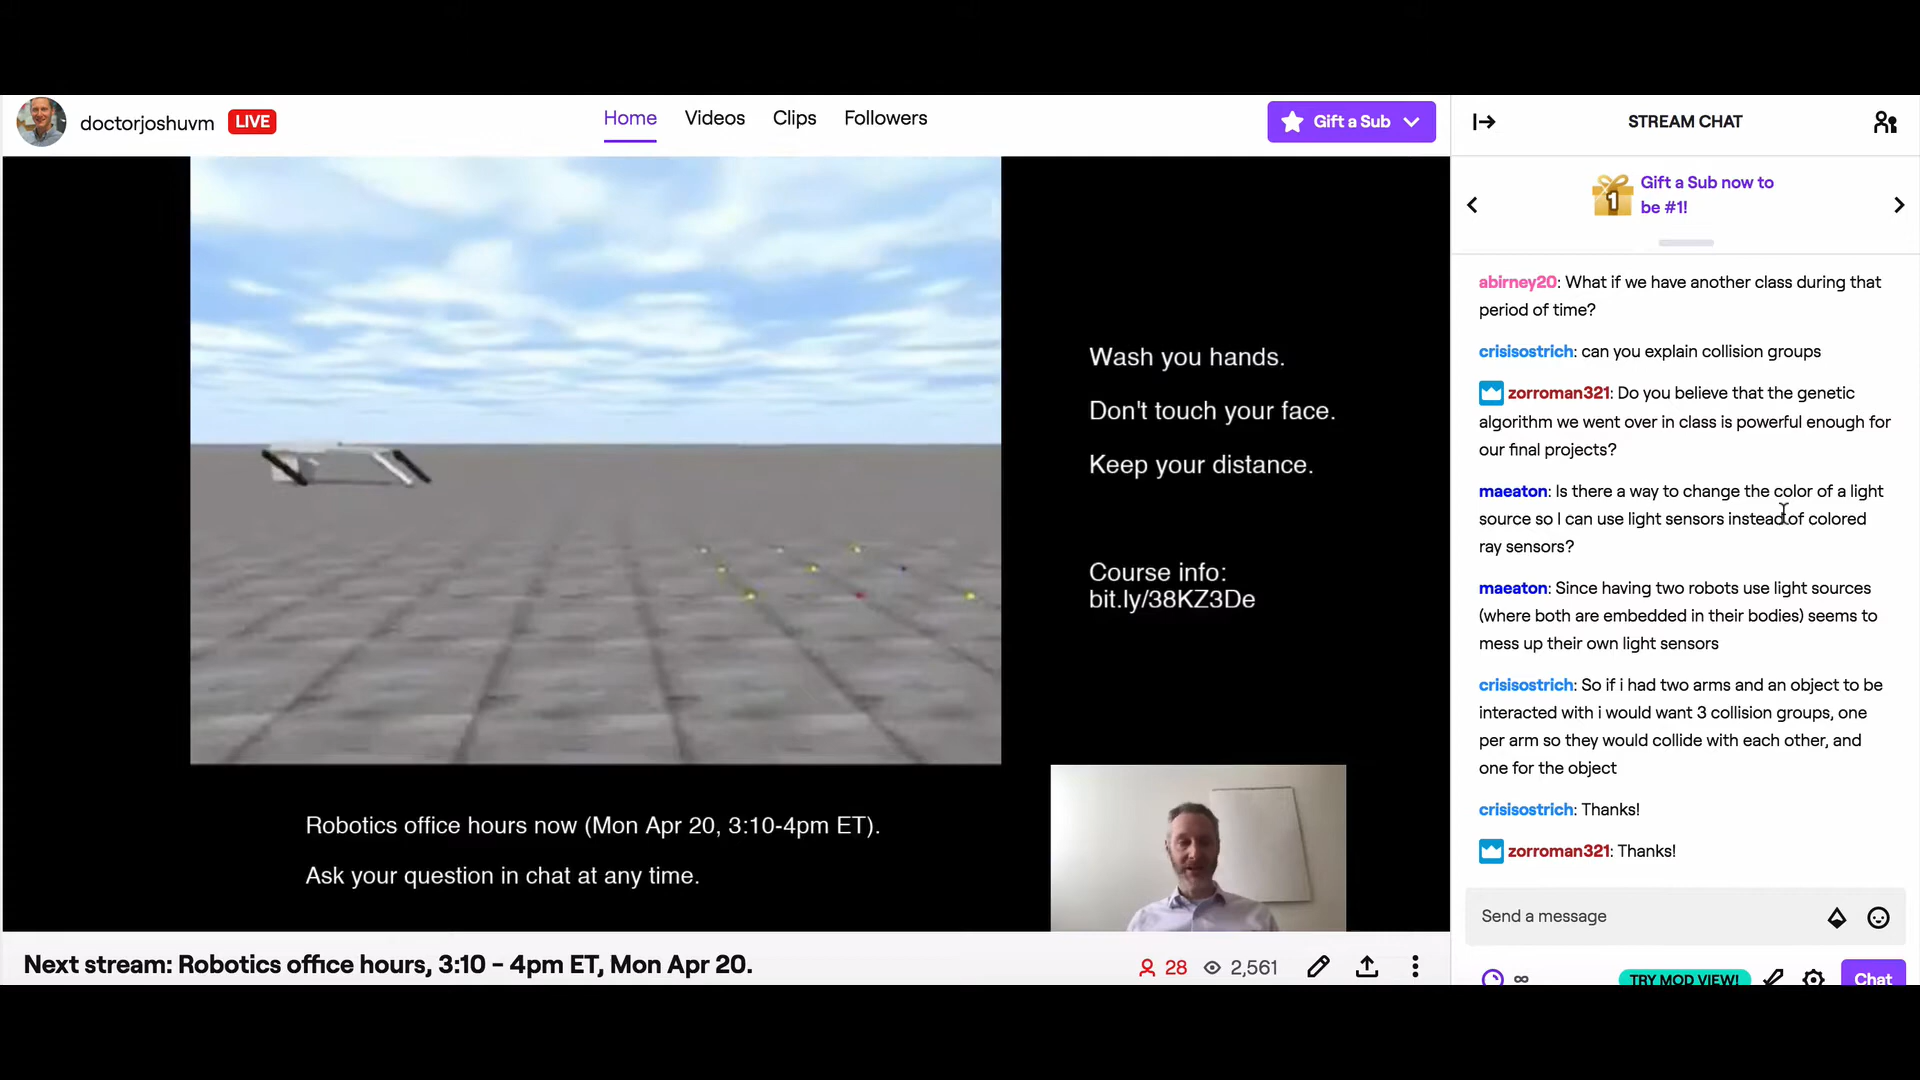 doctorjoshuvm LIVE
Home Videos Clips Followers
Gift a Sub
STREAM CHAT
1
Gift a Sub now to
be #1!
Wash you hands.
Don't touch your face.
Keep your distance.
Course info:
bit.ly/38KZ3De
Robotics office hours now (Mon Apr 20, 3:10-4pm ET).
Ask your question in chat at any time.
Next stream: Robotics office hours, 3:10 - 4pm ET, Mon Apr 20.
28 2,561
abirney20: What if we have another class during that
period of time?
crisisostrich: can you explain collision groups
zorroman321: Do you believe that the genetic
algorithm we went over in class is powerful enough for
our final projects?
maeaton: Is there a way to change the color of a light
source so I can use light sensors instead of colored
ray sensors?
maeaton: Since having two robots use light sources
(where both are embedded in their bodies) seems to
mess up their own light sensors
crisisostrich: So if i had two arms and an object to be
interacted with i would want 3 collision groups, one
per arm so they would collide with each other, and
one for the object
crisisostrich: Thanks!
zorroman321: Thanks!
Send a message
∞ TRY MOD VIEW! Chat